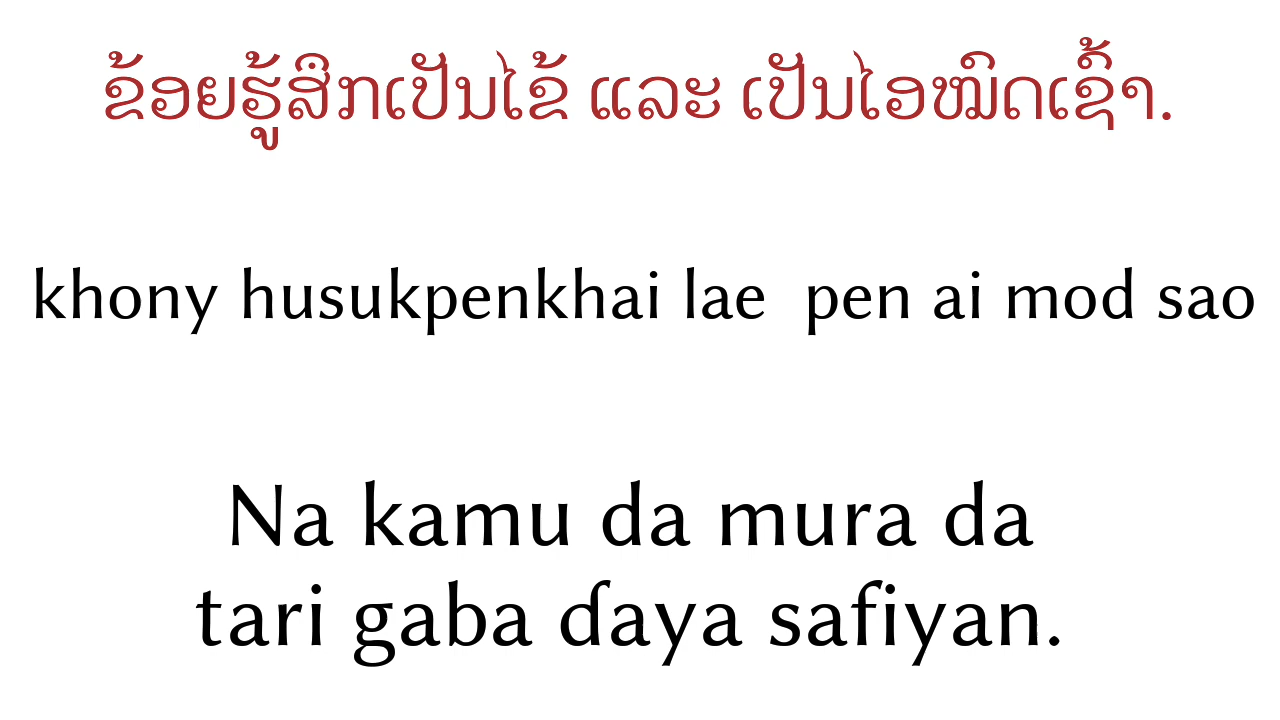 ຂ້ອຍຮູ້ສຶກເປັນໄຂ້ ແລະ ເປັນໄອໝົດເຊົ້າ.
khony husukpenkhai lae  pen ai mod sao
Na kamu da mura da
tari gaba ɗaya safiyan.